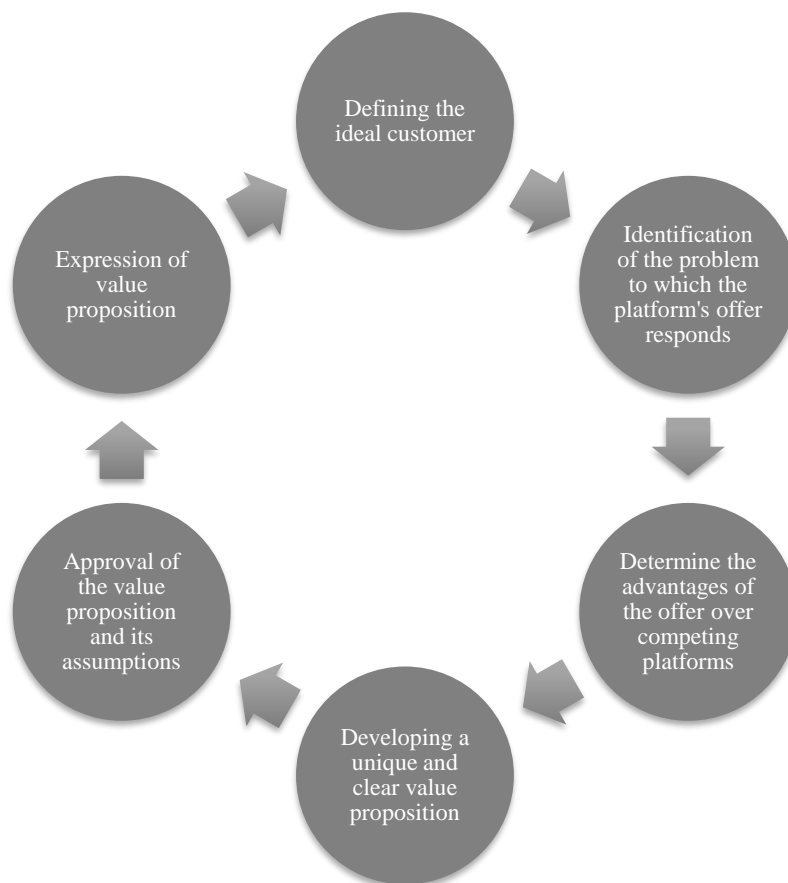 Defining the
ideal customer
Identification
of the problem
to which the
platform's offer
responds
Determine the
advantages of
the offer over
competing
platforms
Developing a
unique and
clear value
proposition
Approval of
the value
proposition
and its
assumptions
Expression of
value
proposition